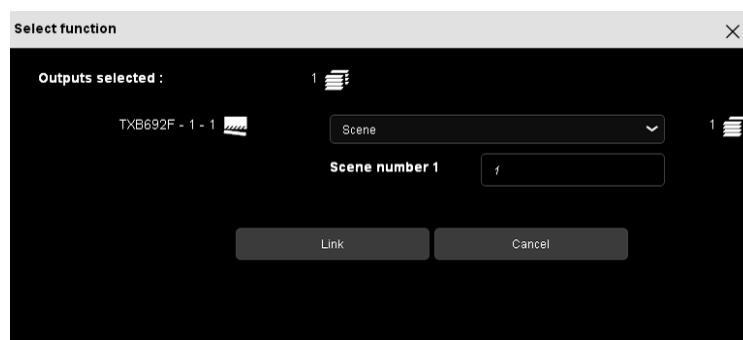 Select function
Outputs selected : 1
TXB692F - 1 - 1 Scene 1
Scene number 1 1
Link Cancel